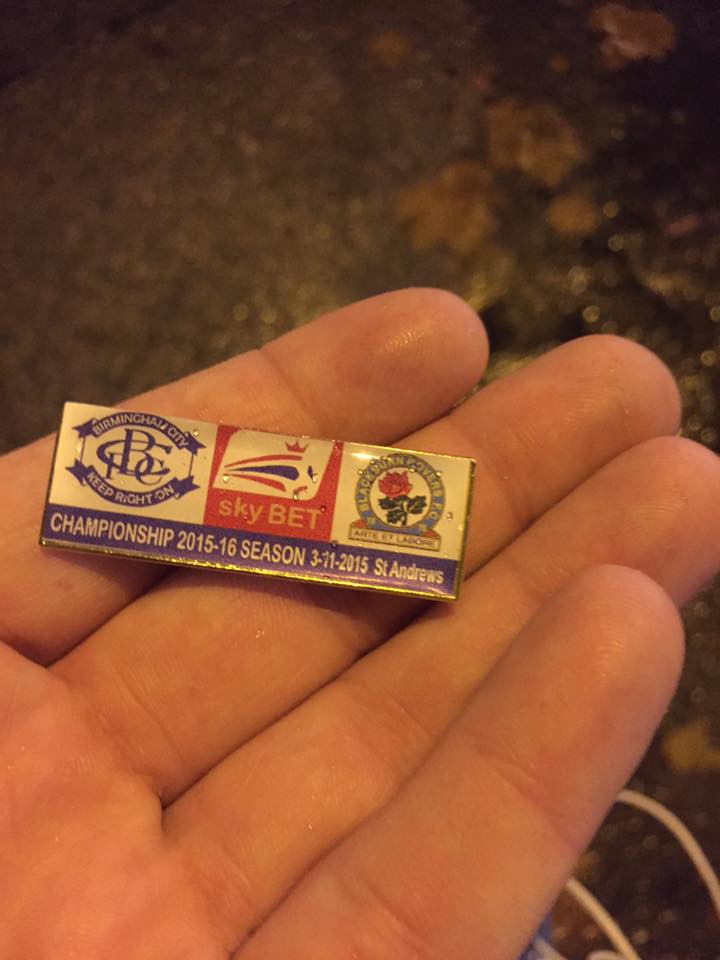 BIRMINGHAM CITY
BCFC
KEEP RIGHT ON
sky BET
BLACKBURN ROVERS F.C.
ARTE ET LABORE
CHAMPIONSHIP 2015-16 SEASON 3-11-2015 St Andrews